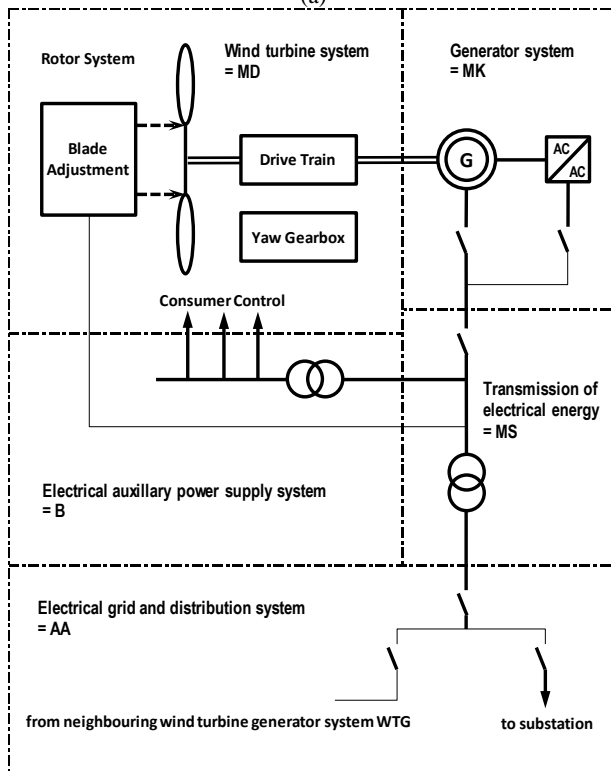 (a)
Rotor System
Wind turbine system
= MD
Generator system
= MK
Blade
Adjustment
Drive Train
G
AC
AC
Yaw Gearbox
Consumer Control
Transmission of
electrical energy
= MS
Electrical auxillary power supply system
= B
Electrical grid and distribution system
= AA
from neighbouring wind turbine generator system WTG
to substation